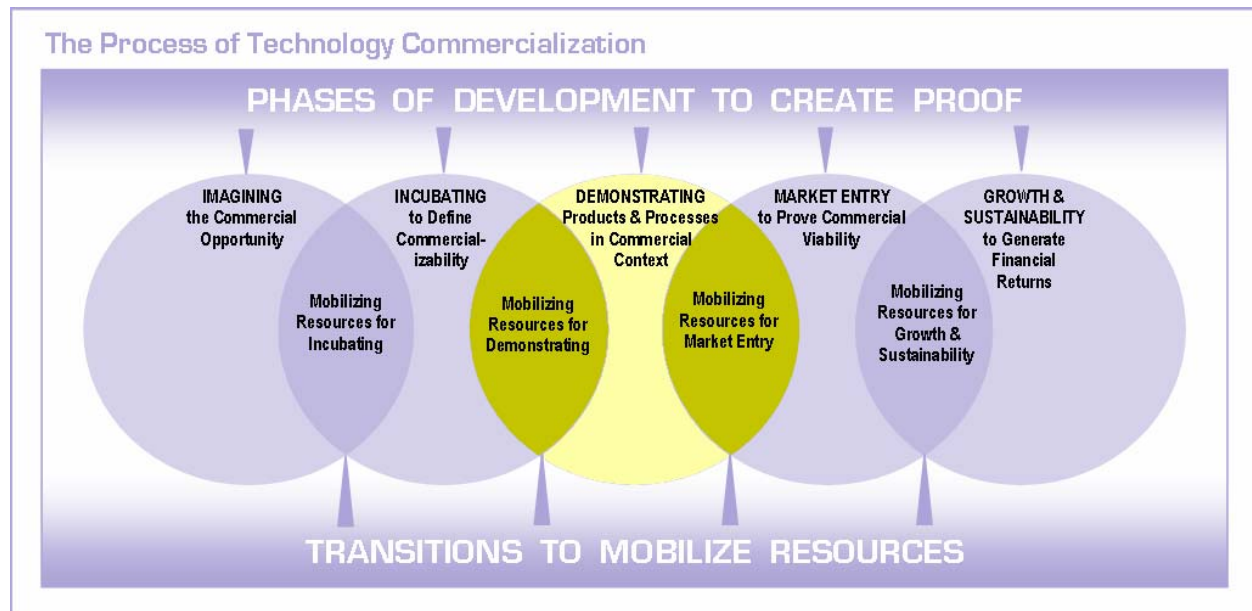 The Process of Technology Commercialization
PHASES OF DEVELOPMENT TO CREATE PROOF
IMAGINING
the Commercial
Opportunity
INCUBATING
to Define
Commercial-
izability
DEMONSTRATING
Products & Processes
in Commercial
Context
MARKET ENTRY
to Prove Commercial
Viability
GROWTH &
SUSTAINABILITY
to Generate
Financial
Returns
Mobilizing
Resources for
Incubating
Mobilizing
Resources for
Demonstrating
Mobilizing
Resources for
Market Entry
Mobilizing
Resources for
Growth &
Sustainability
TRANSITIONS TO MOBILIZE RESOURCES